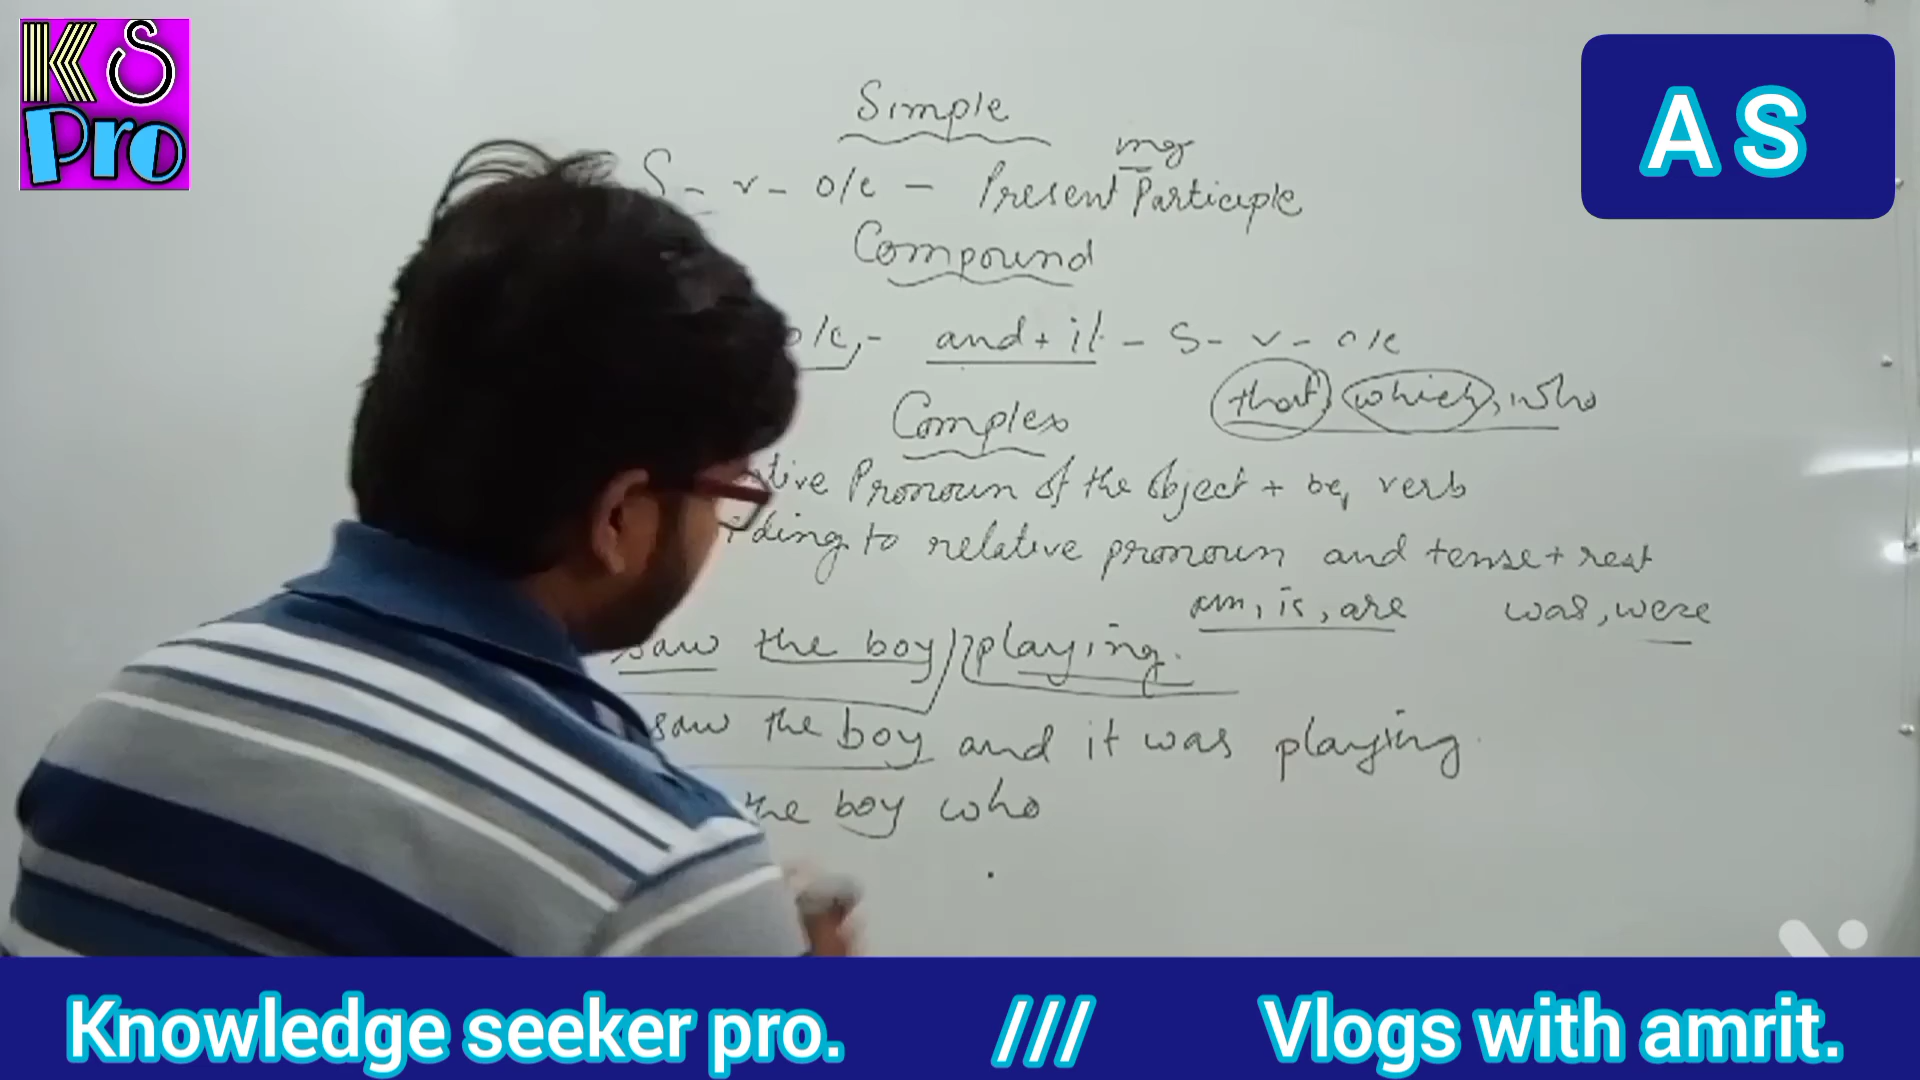 KS
Pro
AS
Simple
ing
S - v - o/c - Present Participle
Compound
o/c, - and + it - S - v - o/c
that, which, who
Complex
tive Pronoun of the object + be, verb
ding to relative pronoun and tense + rest
am, is, are was, were
saw the boy playing.
saw the boy and it was playing.
the boy who
Knowledge seeker pro. /// Vlogs with amrit.